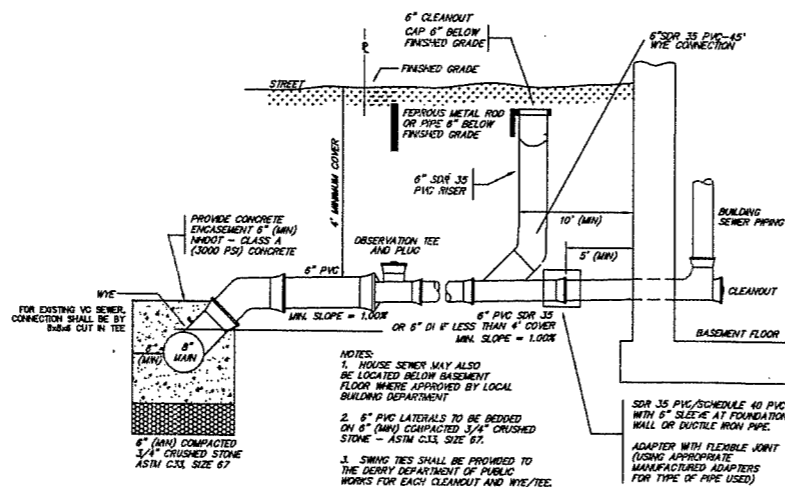 6" CLEANOUT
CAP 6" BELOW
FINISHED GRADE
6"SDR 35 PVC-45°
WYE CONNECTION
P
L
FINISHED GRADE
STREET
FERROUS METAL ROD
OR PIPE 6" BELOW
FINISHED GRADE
4' MINIMUM COVER
6" SDR 35
PVC RISER
10' (MIN)
BUILDING
SEWER PIPING
PROVIDE CONCRETE
ENCASEMENT 6" (MIN)
NHDOT - CLASS A
(3000 PSI) CONCRETE
OBSERVATION TEE
AND PLUG
5' (MIN)
6" PVC
WYE
CLEANOUT
FOR EXISTING VC SEWER,
CONNECTION SHALL BE BY
8x8x6 CUT IN TEE
MIN. SLOPE = 1.00%
6" PVC SDR 35
OR 6" DI IF LESS THAN 4' COVER
MIN. SLOPE = 1.00%
8"
MAIN
6"
(MIN)
BASEMENT FLOOR
NOTES:
1. HOUSE SEWER MAY ALSO
BE LOCATED BELOW BASEMENT
FLOOR WHERE APPROVED BY LOCAL
BUILDING DEPARTMENT
2. 6" PVC LATERALS TO BE BEDDED
ON 6" (MIN) COMPACTED 3/4" CRUSHED
STONE - ASTM C33, SIZE 67.
3. SWING TIES SHALL BE PROVIDED TO
THE DERRY DEPARTMENT OF PUBLIC
WORKS FOR EACH CLEANOUT AND WYE/TEE.
6" (MIN) COMPACTED
3/4" CRUSHED STONE
ASTM C33, SIZE 67
SDR 35 PVC/SCHEDULE 40 PVC
WITH 6" SLEEVE AT FOUNDATION
WALL OR DUCTILE IRON PIPE.
ADAPTER WITH FLEXIBLE JOINT
(USING APPROPRIATE
MANUFACTURED ADAPTERS
FOR TYPE OF PIPE USED)